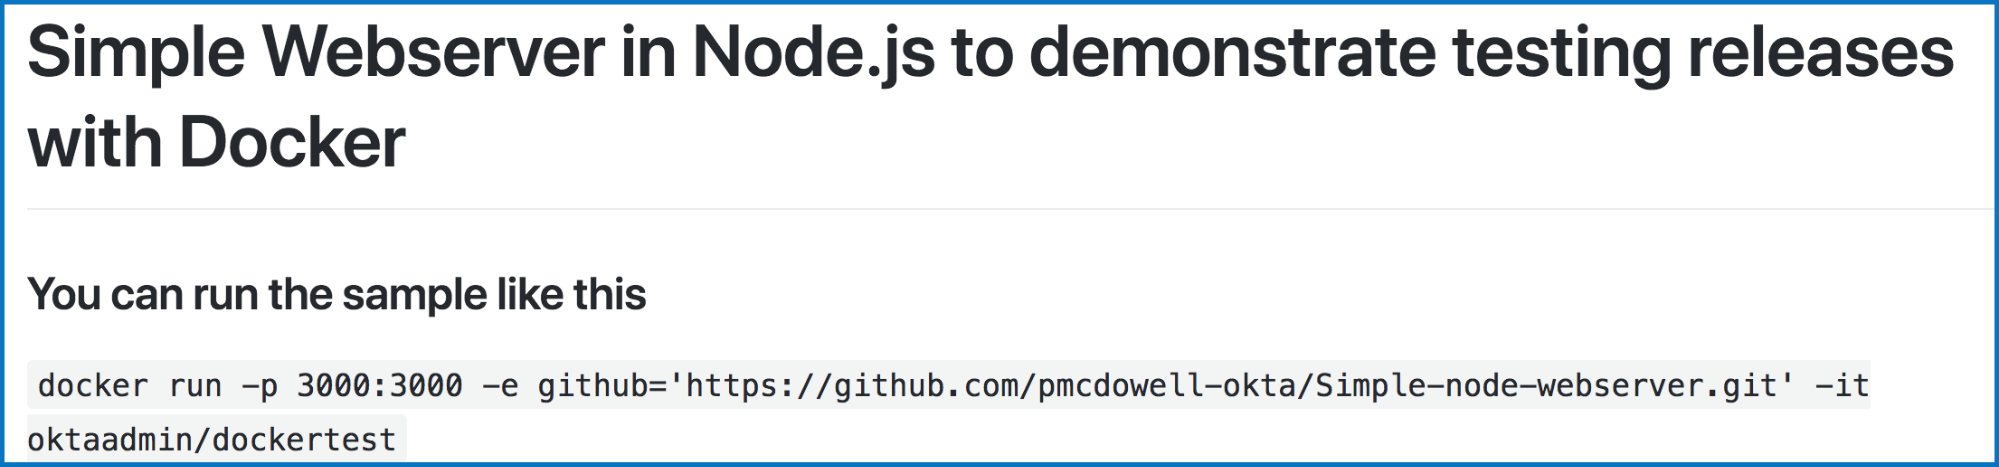 Simple Webserver in Node.js to demonstrate testing releases
with Docker
You can run the sample like this
docker run -p 3000:3000 -e github='https://github.com/pmcdowell-okta/Simple-node-webserver.git' -it
oktaadmin/dockertest